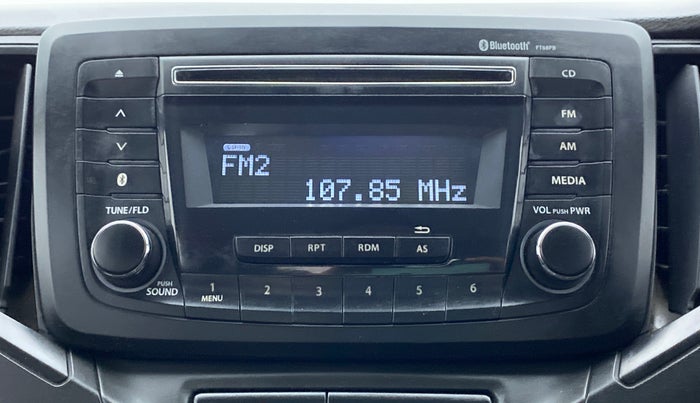 Bluetooth®
CD
FM
AM
MEDIA
FM2
107.85 MHz
TUNE/FLD
VOL PUSH PWR
DISP RPT RDM AS
PUSH
SOUND
1 2 3 4 5 6
MENU